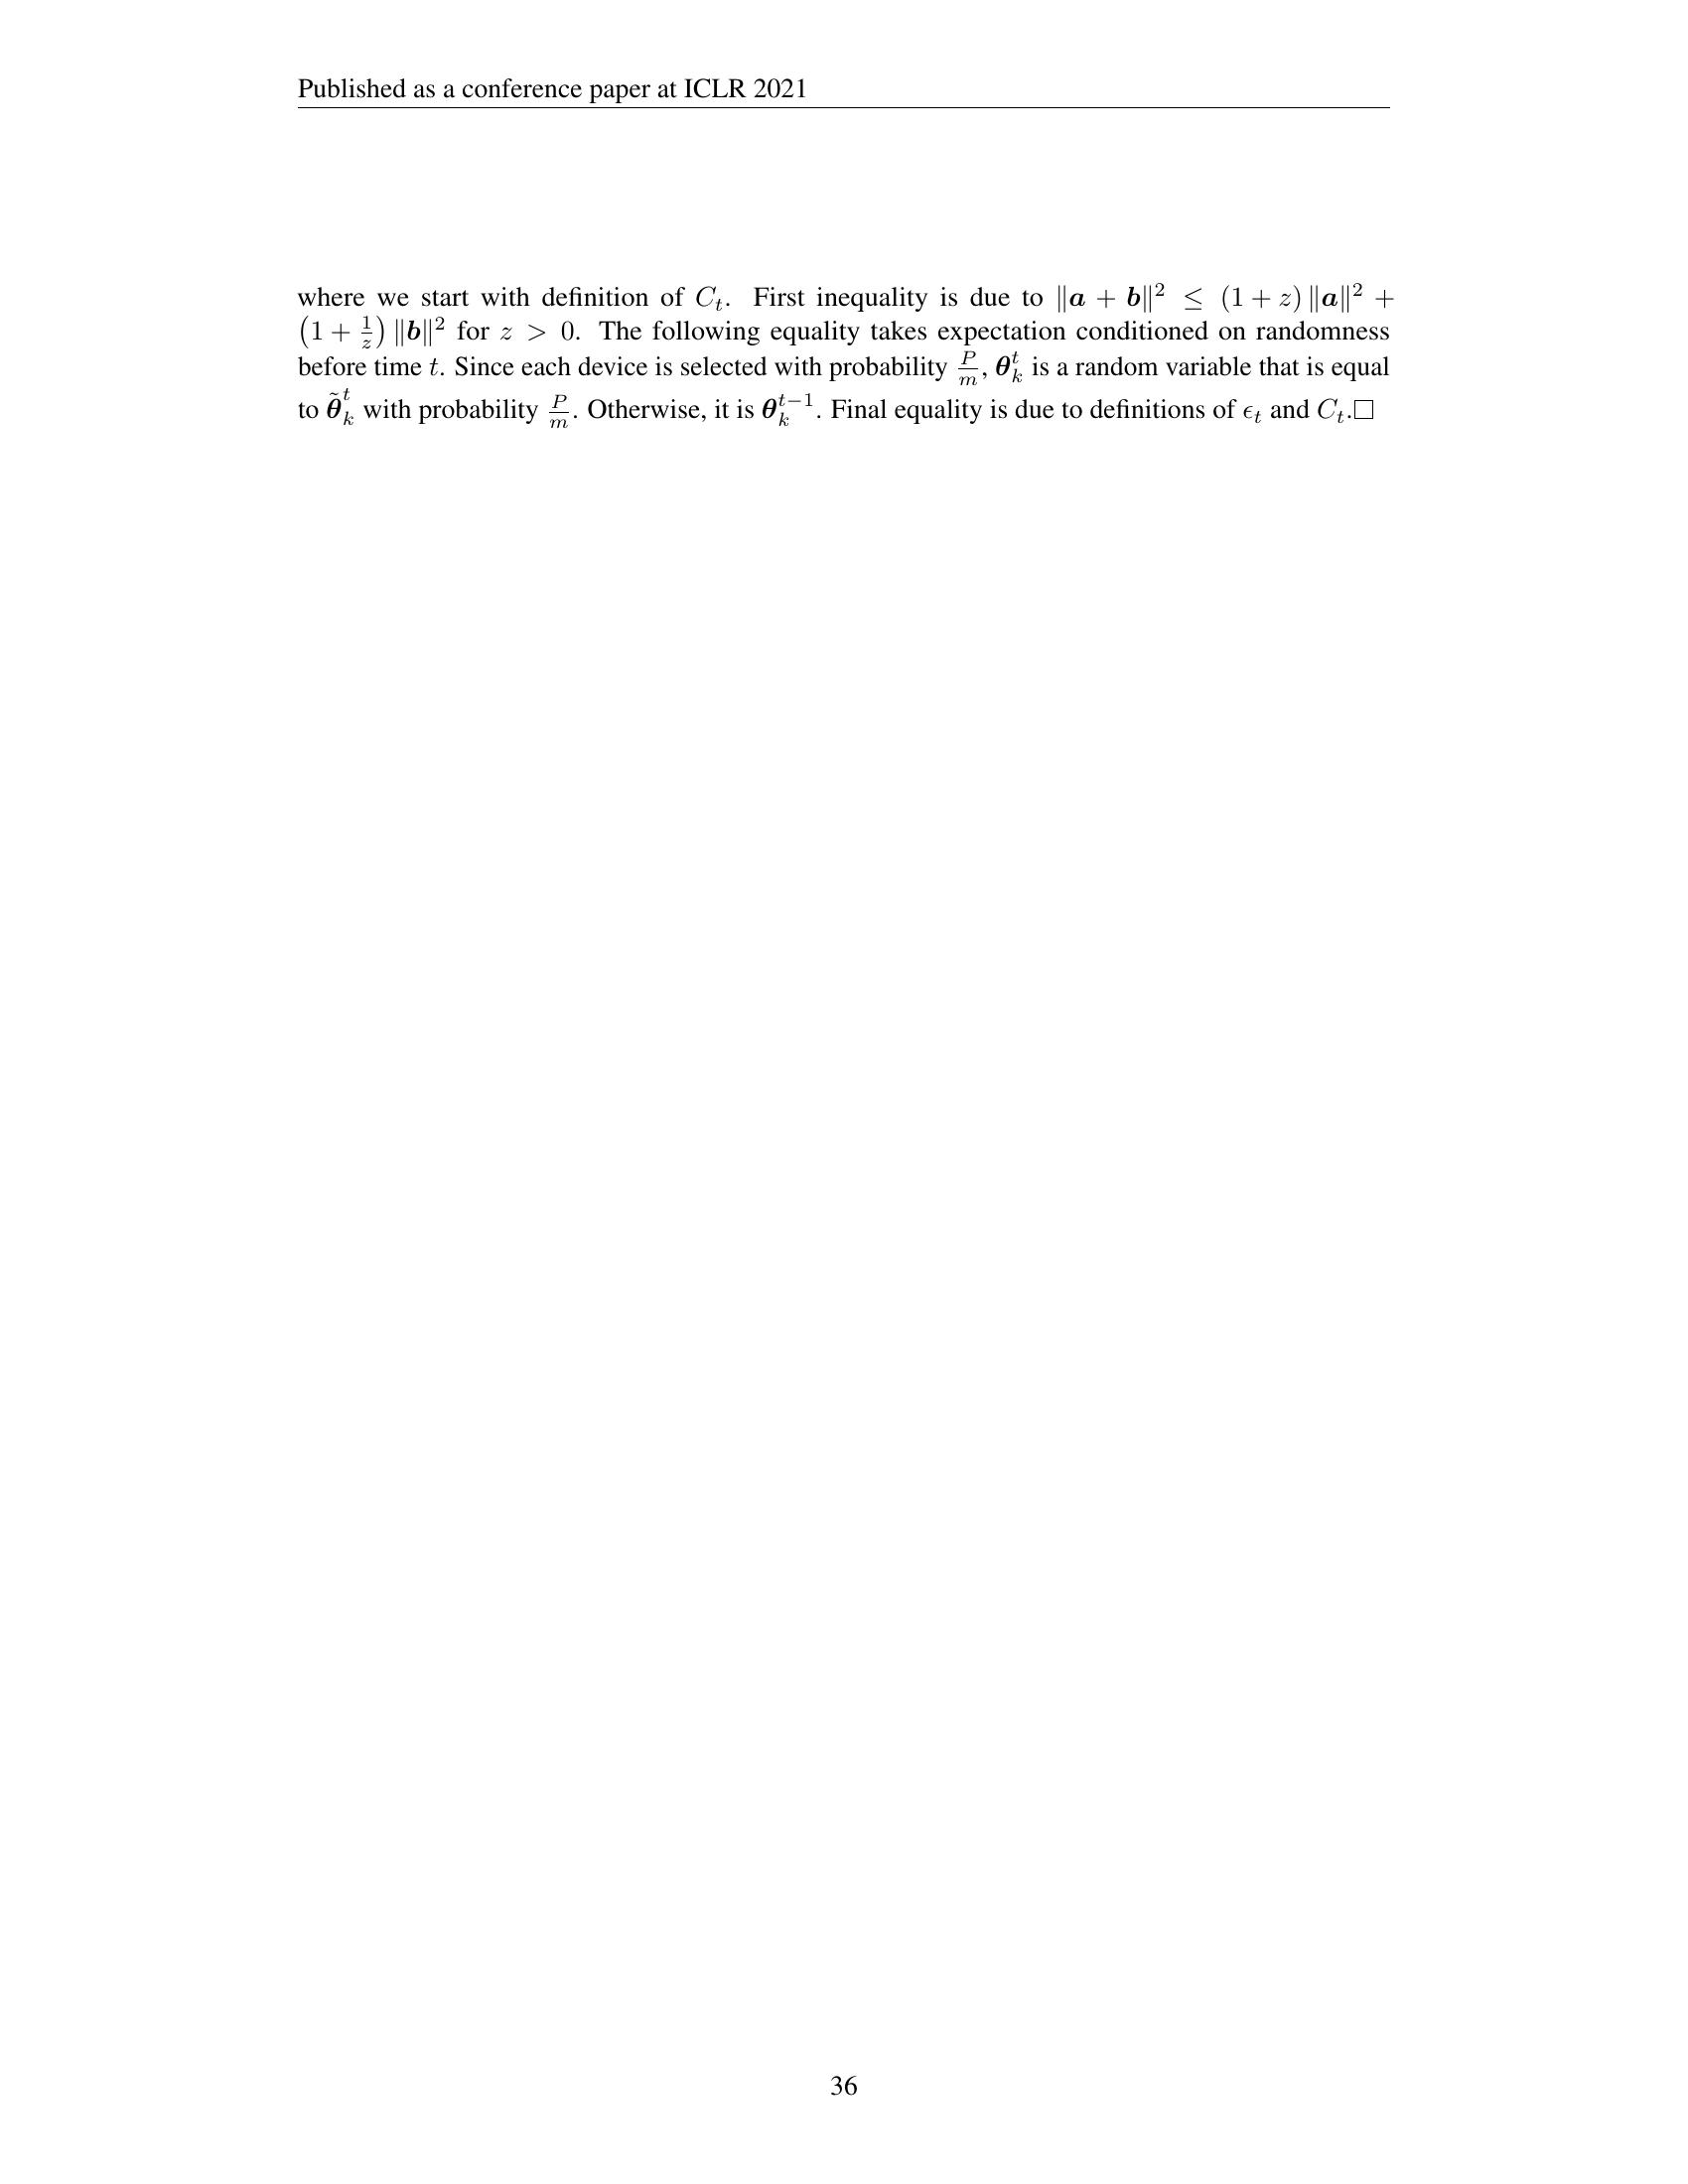 Published as a conference paper at ICLR 2021
where we start with definition of $C_t$. First inequality is due to $\|\boldsymbol{a} + \boldsymbol{b}\|^2 \leq (1 + z) \|\boldsymbol{a}\|^2 +$
$\left(1 + \frac{1}{z}\right) \|\boldsymbol{b}\|^2$ for $z > 0$. The following equality takes expectation conditioned on randomness
before time $t$. Since each device is selected with probability $\frac{P}{m}$, $\boldsymbol{\theta}_k^t$ is a random variable that is equal
to $\tilde{\boldsymbol{\theta}}_k^t$ with probability $\frac{P}{m}$. Otherwise, it is $\boldsymbol{\theta}_k^{t-1}$. Final equality is due to definitions of $\epsilon_t$ and $C_t$.□
36